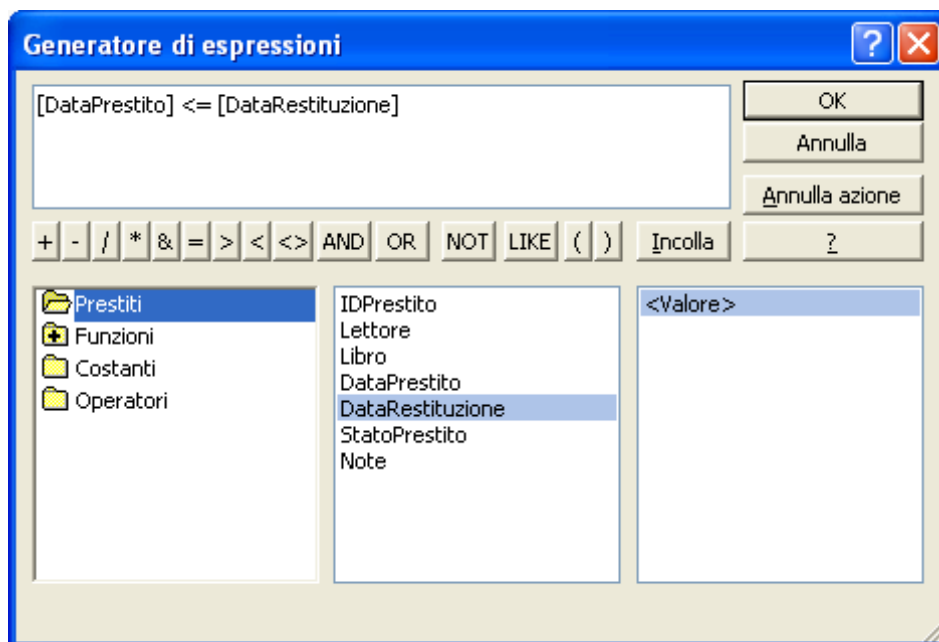 Generatore di espressioni
?
[DataPrestito] <= [DataRestituzione]
OK
Annulla
Annulla azione
+ - / * & = > < <> AND OR NOT LIKE ( ) Incolla ?
Prestiti
Funzioni
Costanti
Operatori
IDPrestito
Lettore
Libro
DataPrestito
DataRestituzione
StatoPrestito
Note
<Valore>